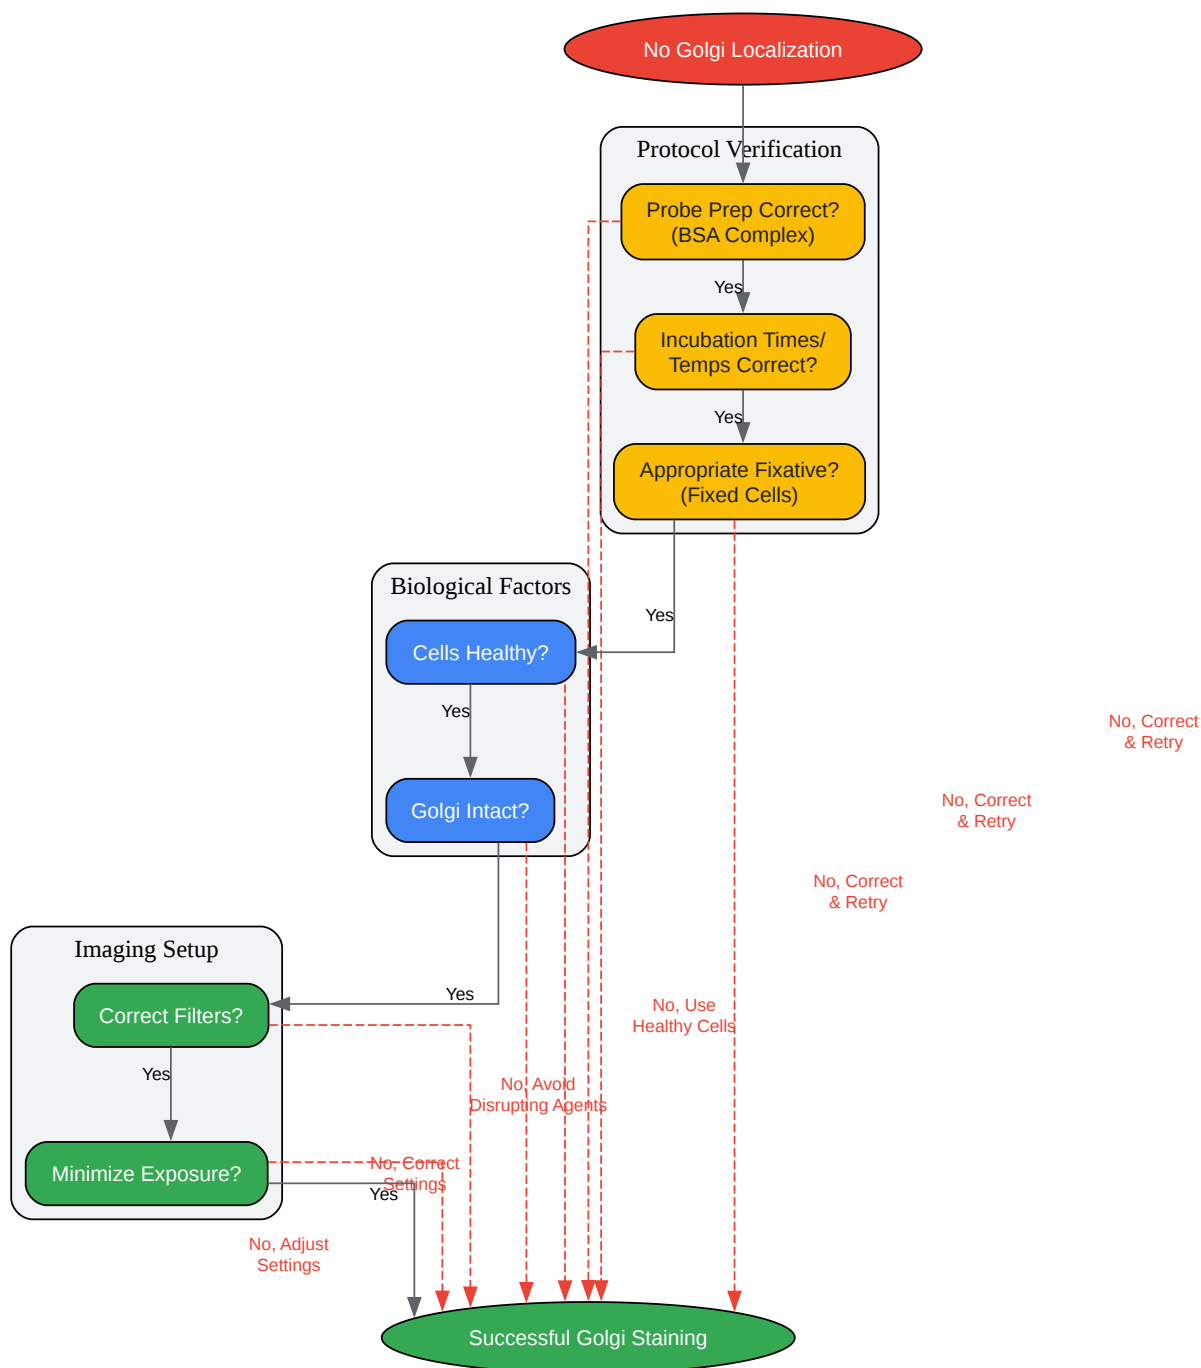 No Golgi Localization
Protocol Verification
Probe Prep Correct?
(BSA Complex)
Yes
Incubation Times/
Temps Correct?
Yes
Appropriate Fixative?
(Fixed Cells)
Biological Factors
Yes
Cells Healthy?
Yes
No, Correct
& Retry
Golgi Intact?
No, Correct
& Retry
No, Correct
& Retry
Imaging Setup
Yes
Correct Filters?
No, Use
Healthy Cells
Yes
No, Avoid
Disrupting Agents
Minimize Exposure?
No, Correct
Settings
Yes
No, Adjust
Settings
Successful Golgi Staining